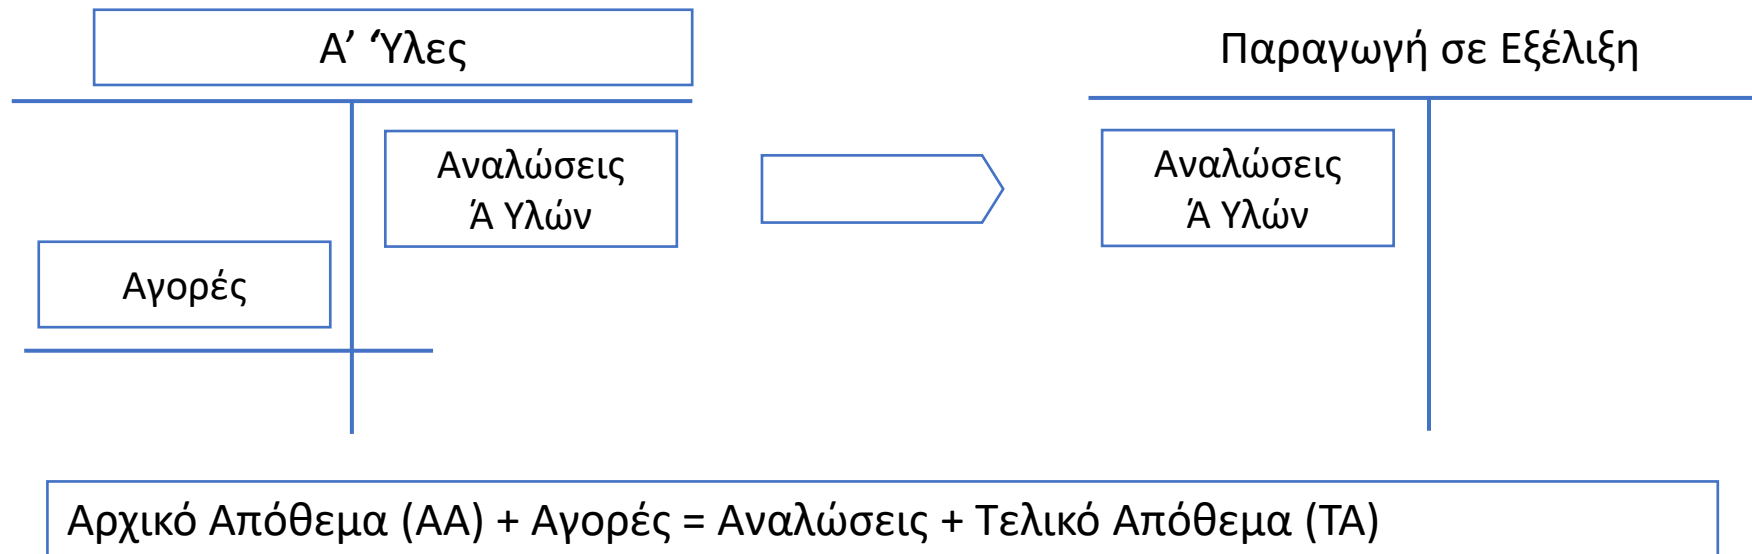 Α’ ‘Υλες
Παραγωγή σε Εξέλιξη
Αναλώσεις
Ά Υλών
Αναλώσεις
Ά Υλών
Αγορές
Αρχικό Απόθεμα (ΑΑ) + Αγορές = Αναλώσεις + Τελικό Απόθεμα (ΤΑ)